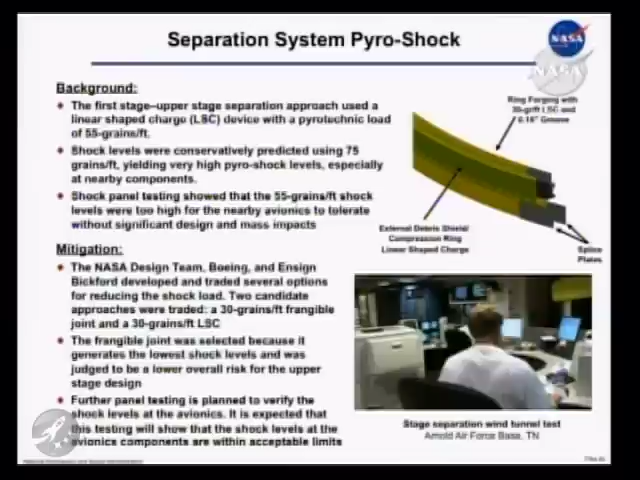 Separation System Pyro-Shock
NASA
NASA
Background:
The first stage–upper stage separation approach used a
linear shaped charge (LSC) device with a pyrotechnic load
of 55-grains/ft.
Shock levels were conservatively predicted using 75
grains/ft, yielding very high pyro-shock levels, especially
at nearby components.
Shock panel testing showed that the 55-grains/ft shock
levels were too high for the nearby avionics to tolerate
without significant design and mass impacts
Mitigation:
The NASA Design Team, Boeing, and Ensign
Bickford developed and traded several options
for reducing the shock load. Two candidate
approaches were traded: a 30-grains/ft frangible
joint and a 30-grains/ft LSC
The frangible joint was selected because it
generates the lowest shock levels and was
judged to be a lower overall risk for the upper
stage design
Further panel testing is planned to verify the
shock levels at the avionics. It is expected that
this testing will show that the shock levels at the
avionics components are within acceptable limits
Ring Forging with
LSC and
Groove
External Debris Shield/
Compression Ring
Linear Shaped Charge
Splice
Plates
Stage separation wind tunnel test
Arnold Air Force Base, TN